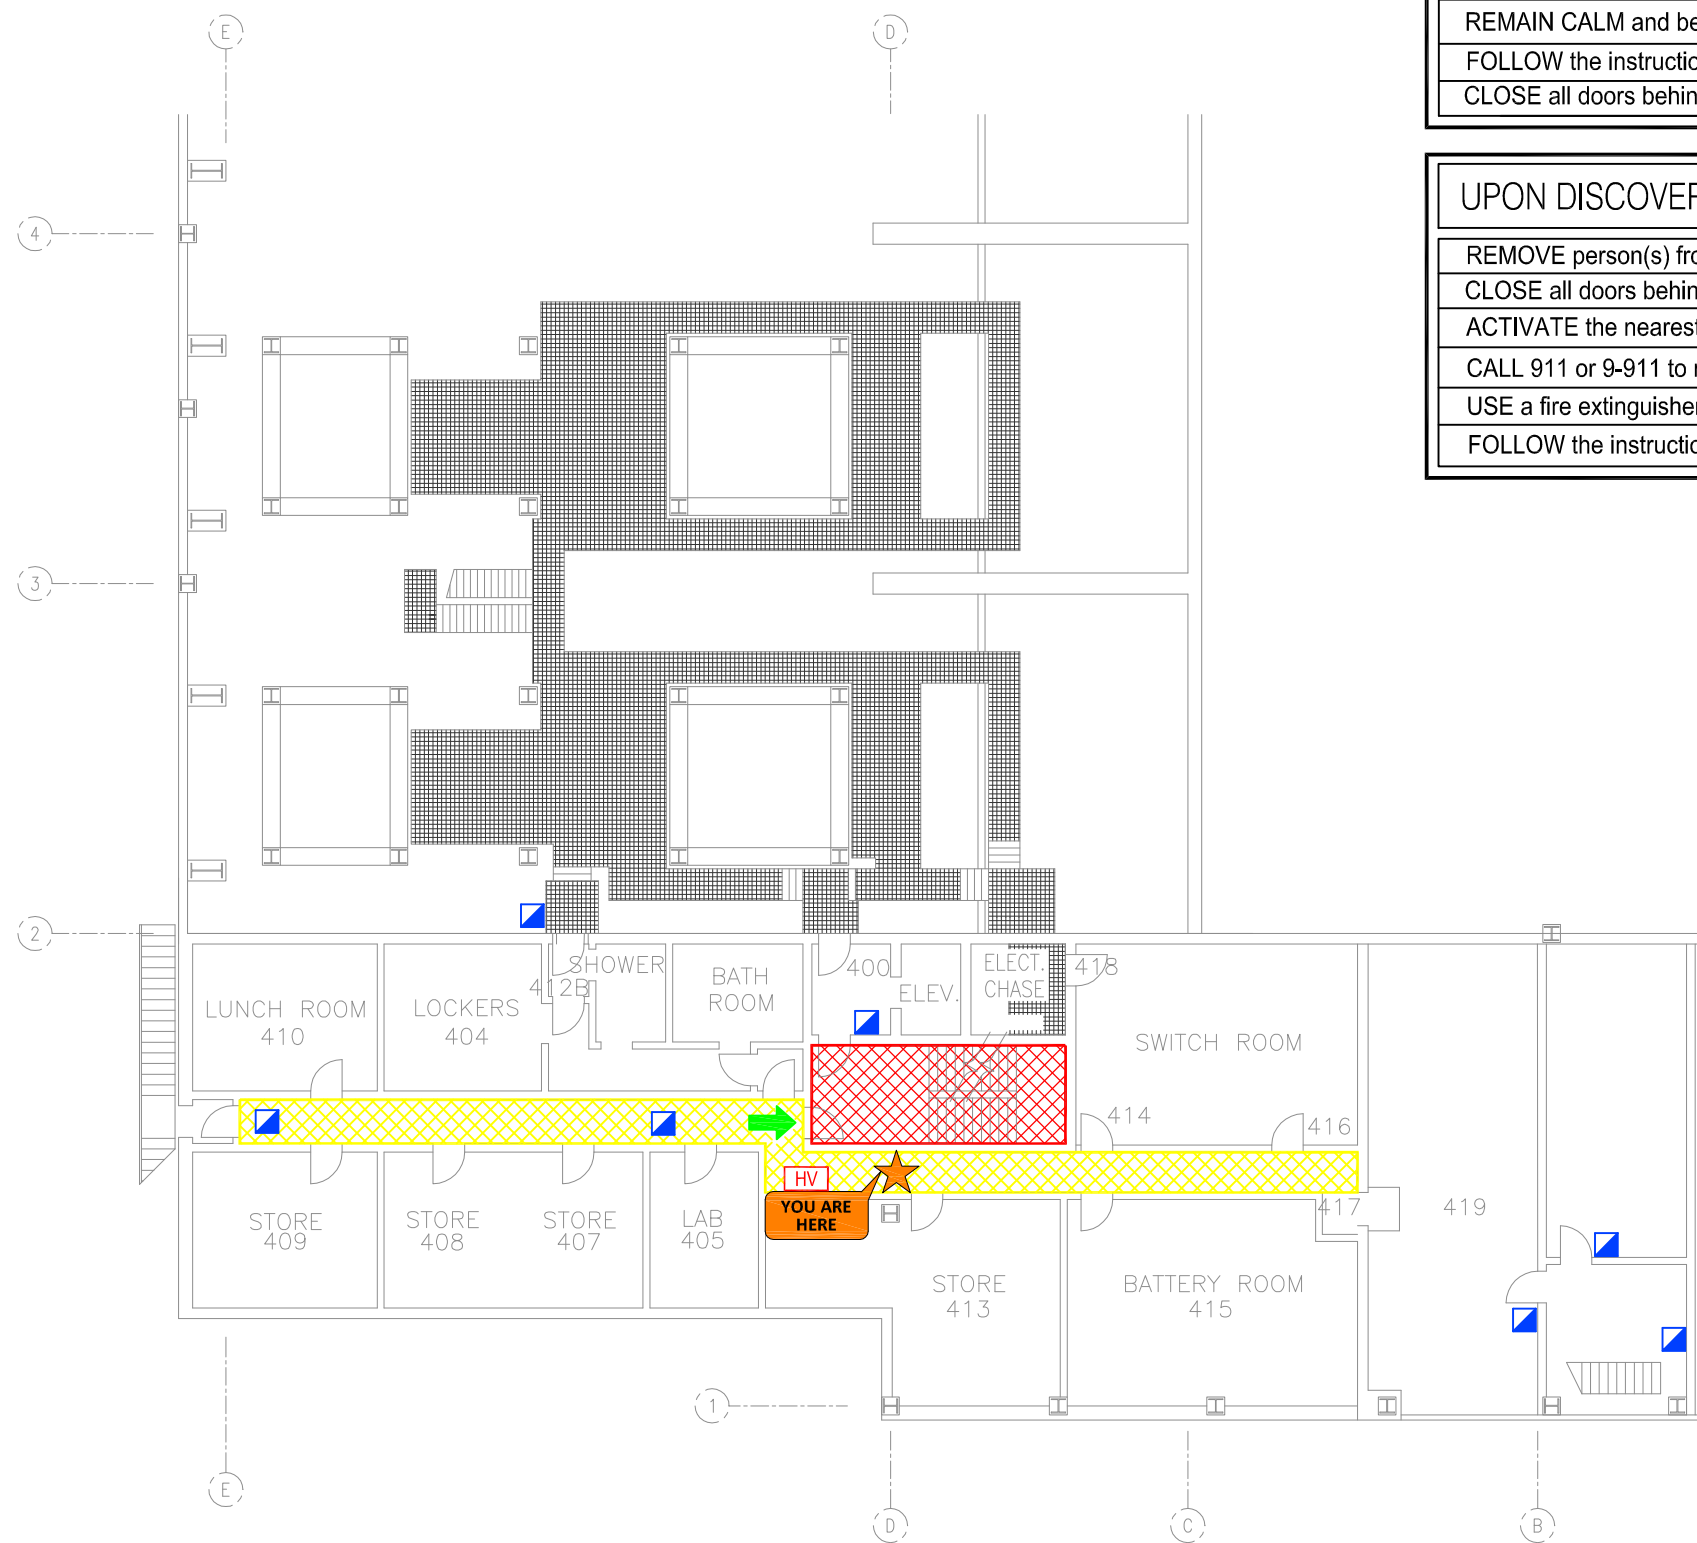 E
D
REMAIN CALM and be
FOLLOW the instructio
CLOSE all doors behin
UPON DISCOVER
REMOVE person(s) fro
CLOSE all doors behin
ACTIVATE the nearest
CALL 911 or 9-911 to
USE a fire extinguisher
FOLLOW the instructio
4
3
2
LUNCH ROOM
410
LOCKERS
404
412B
SHOWER
BATH
ROOM
400
ELEV.
ELECT.
CHASE
418
SWITCH ROOM
414
416
HV
YOU ARE
HERE
STORE
409
STORE
408
STORE
407
LAB
405
STORE
413
BATTERY ROOM
415
417
419
1
E
D
C
B